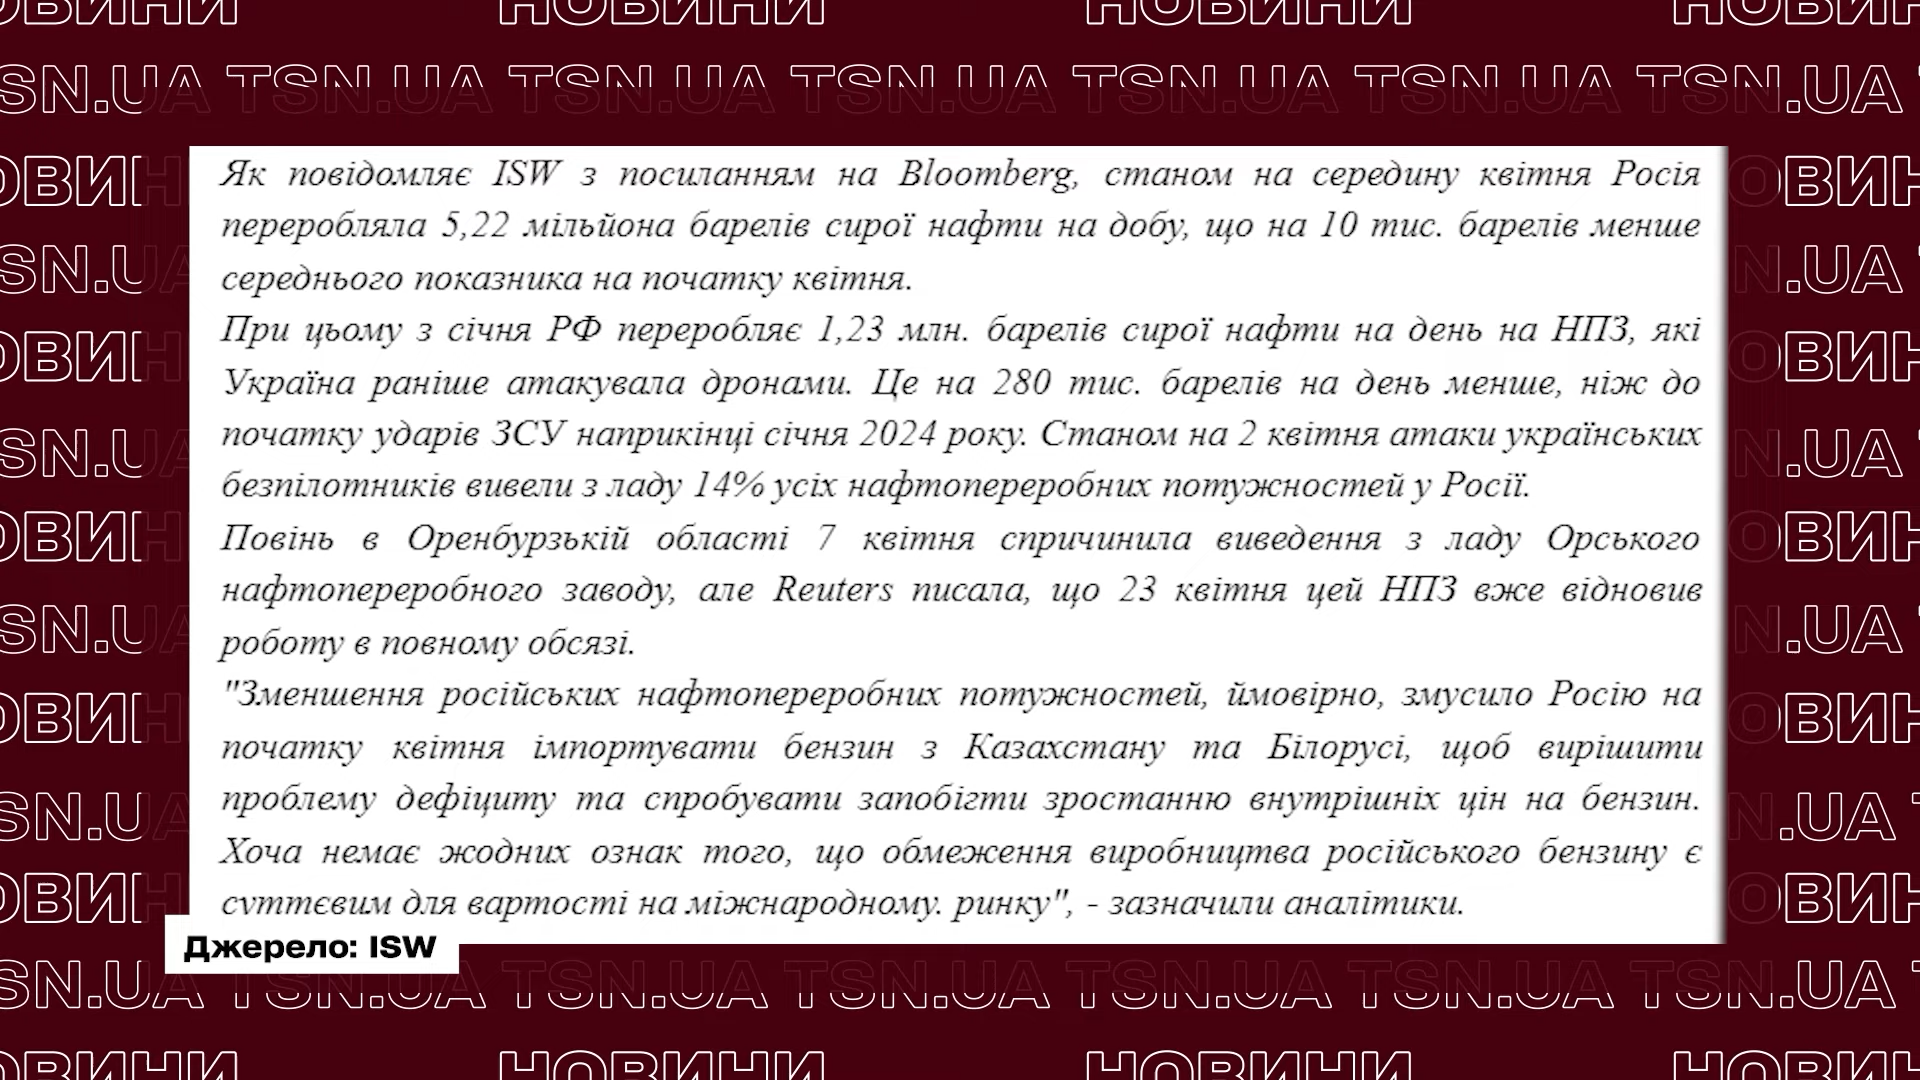 НОВИНИ НОВИНИ НОВИНИ
SN.UA TSN.UA TSN.UA TSN.UA TSN.UA TSN.UA TSN.UA
Як повідомляє ISW з посиланням на Bloomberg, станом на середину квітня Росія
переробляла 5,22 мільйона барелів сирої нафти на добу, що на 10 тис. барелів менше
середнього показника на початку квітня.
При цьому з січня РФ переробляє 1,23 млн. барелів сирої нафти на день на НПЗ, які
Україна раніше атакувала дронами. Це на 280 тис. барелів на день менше, ніж до
початку ударів ЗСУ наприкінці січня 2024 року. Станом на 2 квітня атаки українських
безпілотників вивели з ладу 14% усіх нафтопереробних потужностей у Росії.
Повінь в Оренбурзькій області 7 квітня спричинила виведення з ладу Орського
нафтопереробного заводу, але Reuters писала, що 23 квітня цей НПЗ вже відновив
роботу в повному обсязі.
"Зменшення російських нафтопереробних потужностей, ймовірно, змусило Росію на
початку квітня імпортувати бензин з Казахстану та Білорусі, щоб вирішити
проблему дефіциту та спробувати запобігти зростанню внутрішніх цін на бензин.
Хоча немає жодних ознак того, що обмеження виробництва російського бензину є
суттєвим для вартості на міжнародному. ринку", - зазначили аналітики.
Джерело: ISW
SN.UA TSN.UA TSN.UA TSN.UA TSN.UA TSN.UA TSN.UA
НОВИНИ НОВИНИ НОВИНИ